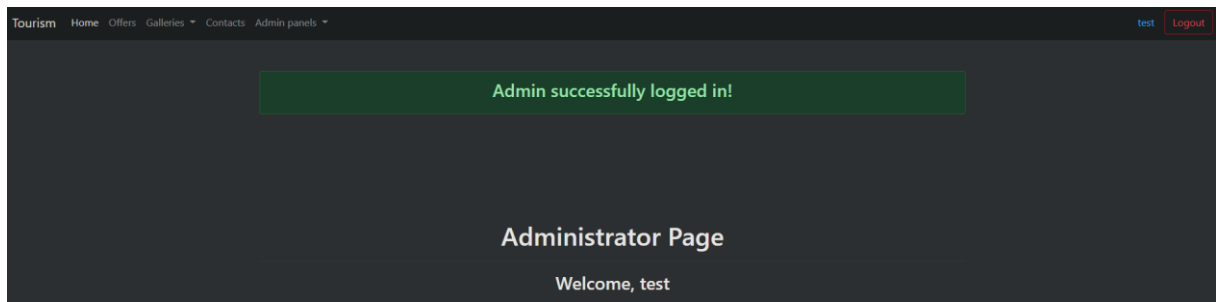 Tourism Home Offers Galleries Contacts Admin panels test Logout
Admin successfully logged in!
Administrator Page
Welcome, test